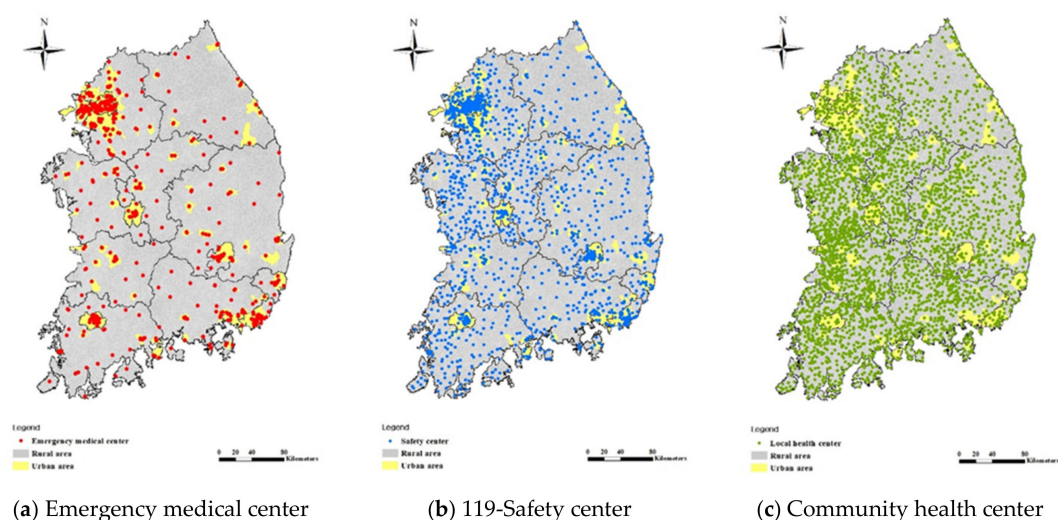 N
N
N
Legend
Emergency medical center
Rural area
Urban area
0 20 40 80
Kilometers
Legend
Safety center
Rural area
Urban area
0 20 40 80
Kilometers
Legend
Local health center
Rural area
Urban area
0 20 40 80
Kilometers
(a) Emergency medical center
(b) 119-Safety center
(c) Community health center